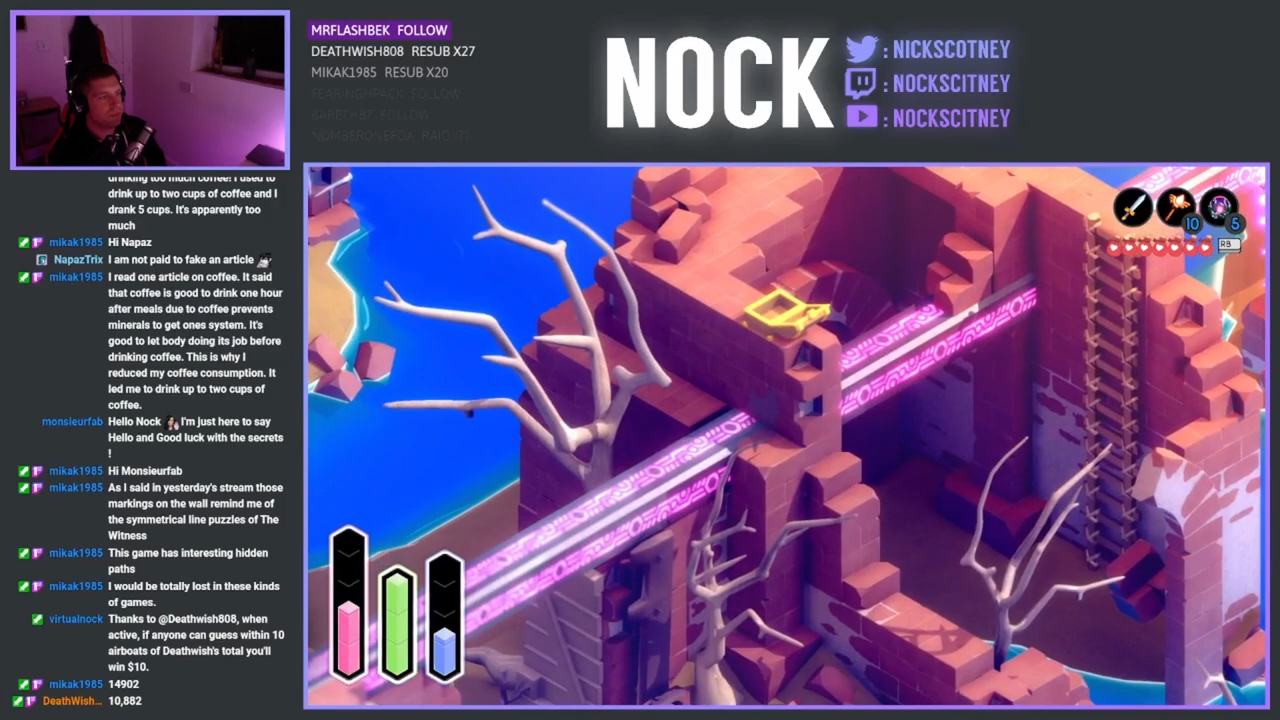 MRFLASHBEK FOLLOW
DEATHWISH808 RESUB X27
MIKAK1985 RESUB X20
FEARINGHPACK FOLLOW
BARECH87 FOLLOW
NOMBERONEFOX RAID (7)
NOCK
: NICKSCOTNEY
: NOCKSCITNEY
: NOCKSCITNEY
drinking too much coffee! I used to
drink up to two cups of coffee and I
drank 5 cups. It's apparently too
much
mikak1985 Hi Napaz
NapazTrix I am not paid to fake an article
mikak1985 I read one article on coffee. It said
that coffee is good to drink one hour
after meals due to coffee prevents
minerals to get ones system. It's
good to let body doing its job before
drinking coffee. This is why I
reduced my coffee consumption. It
led me to drink up to two cups of
coffee.
monsieurfab Hello Nock I'm just here to say
Hello and Good luck with the secrets
!
mikak1985 Hi Monsieurfab
mikak1985 As I said in yesterday's stream those
markings on the wall remind me of
the symmetrical line puzzles of The
Witness
mikak1985 This game has interesting hidden
paths
mikak1985 I would be totally lost in these kinds
of games.
virtualnock Thanks to @Deathwish808, when
active, if anyone can guess within 10
airboats of Deathwish's total you'll
win $10.
mikak1985 14902
DeathWish... 10,882
10
5
RB